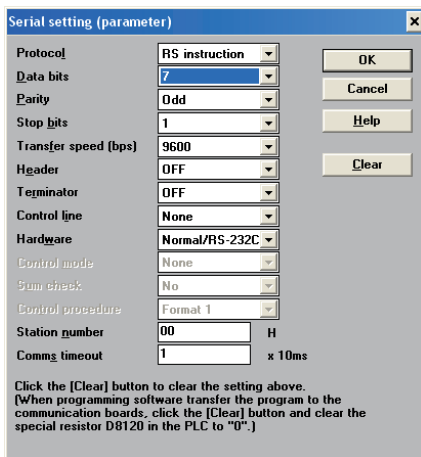 Serial setting (parameter)
Protocol RS instruction OK
Data bits 7
Cancel
Parity Odd
Stop bits 1 Help
Transfer speed (bps) 9600
Header OFF Clear
Terminator OFF
Control line None
Hardware Normal/RS-232C
Control mode None
Sum check No
Control procedure Format 1
Station number 00 H
Comms timeout 1 x 10ms
Click the [Clear] button to clear the setting above.
(When programming software transfer the program to the
communication boards, click the [Clear] button and clear the
special resistor D8120 in the PLC to "0".)